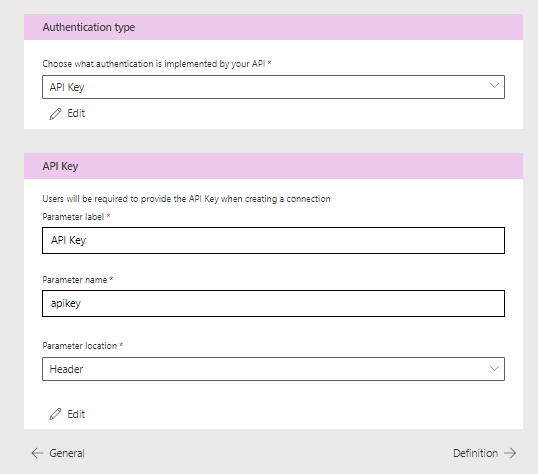 Authentication type
Choose what authentication is implemented by your API *
API Key
Edit
API Key
Users will be required to provide the API Key when creating a connection
Parameter label *
API Key
Parameter name *
apikey
Parameter location *
Header
Edit
General
Definition